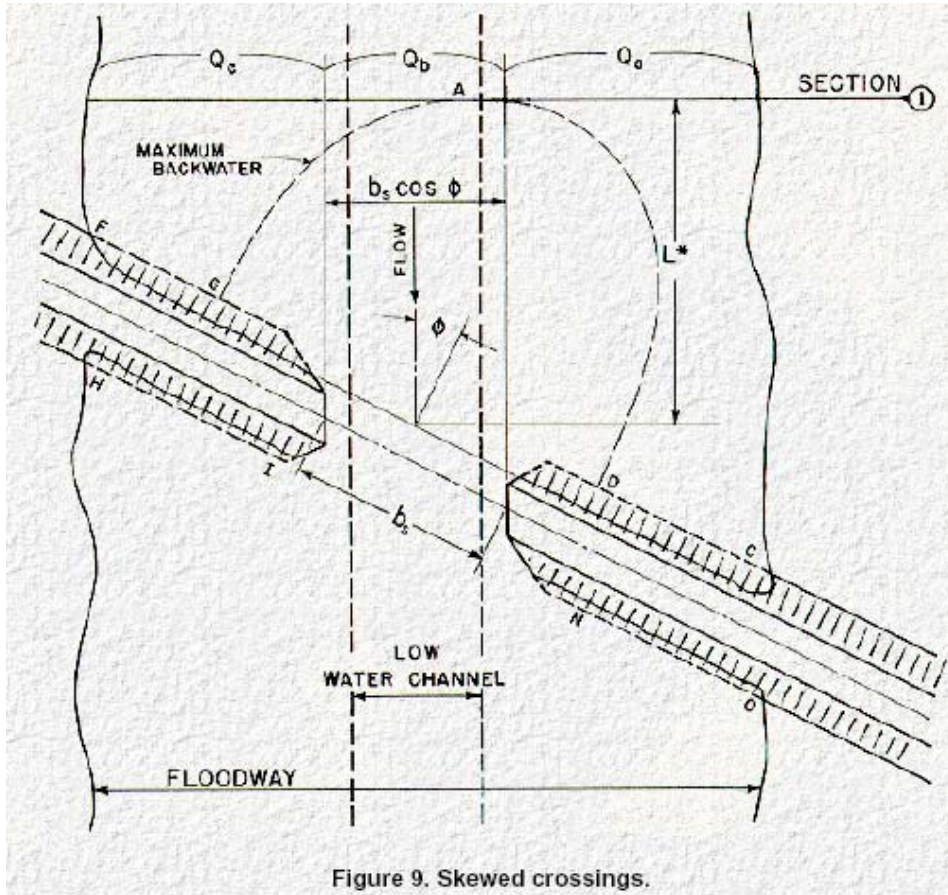 Qc Qb Qa
A SECTION 1
MAXIMUM
BACKWATER
bs cos ϕ
FLOW
L*
F
G
ϕ
H
I
D
bs
C
N
LOW
WATER CHANNEL
O
FLOODWAY
Figure 9. Skewed crossings.